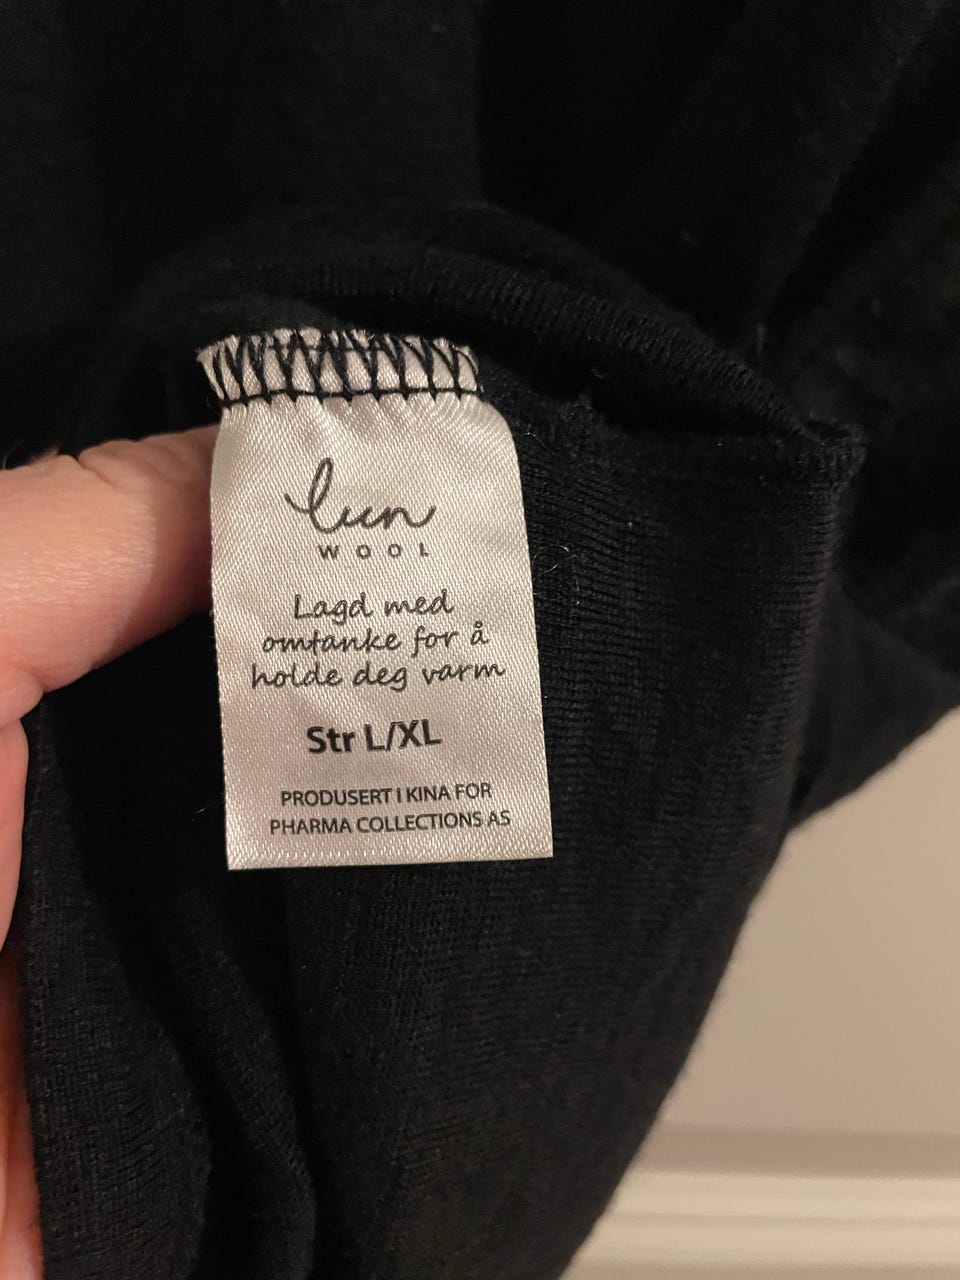 lun
WOOL
Lagd med
omtanke for å
holde deg varm
Str L/XL
PRODUSERT I KINA FOR
PHARMA COLLECTIONS AS